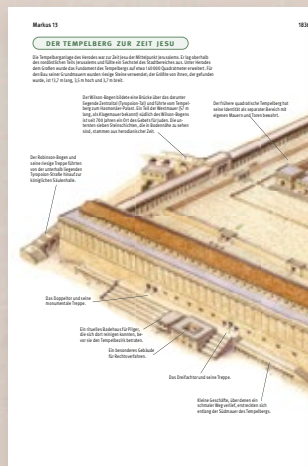 Markus 13
DER TEMPELBERG ZUR ZEIT JESU
Die Tempelberganlage des Herodes war zur Zeit Jesu der Mittelpunkt Jerusalems. Er lag oberhalb
des nordöstlichen Teils Jerusalems und füllte ein Sechstel des Stadtbereiches aus. Unter Herodes
dem Großen wurde das Fundament des Tempelbergs auf etwa 140 000 Quadratmeter erweitert. Für
den Bau seiner Grundmauern wurden riesige Steine verwendet; der größte von ihnen, der gefunden
wurde, ist 13,7 m lang, 3,5 m hoch und 3,7 m breit.
Der Wilson-Bogen bildete eine Brücke über das darunter
liegende Zentraltal (Tyropöon-Tal) und führte vom Tempel-
berg zum Hasmonäer-Palast. Ein Teil der Westmauer (57 m
lang, als Klagemauer bekannt) südlich des Wilson-Bogens
ist seit 700 Jahren ein Ort des Gebets für Juden. Die un-
tersten sieben Steinschichten, die in Bodenhöhe zu sehen
sind, stammen aus herodianischer Zeit.
Der frühere quadratische Tempelberg hat
seine Identität als separater Bereich mit
eigenen Mauern und Toren bewahrt.
Der Robinson-Bogen und
seine riesige Treppe führten
von der unterhalb liegenden
Tyropöon-Straße hinauf zur
königlichen Säulenhalle.
Das Doppeltor und seine
monumentale Treppe.
Ein rituelles Badehaus für Pilger,
die sich dort reinigen konnten, be-
vor sie den Tempelbezirk betraten.
Ein besonderes Gebäude
für Rechtsverfahren.
Das Dreifachtor und seine Treppe.
Kleine Geschäfte, über denen ein
schmaler Weg verlief, erstreckten sich
entlang der Südmauer des Tempelbergs.